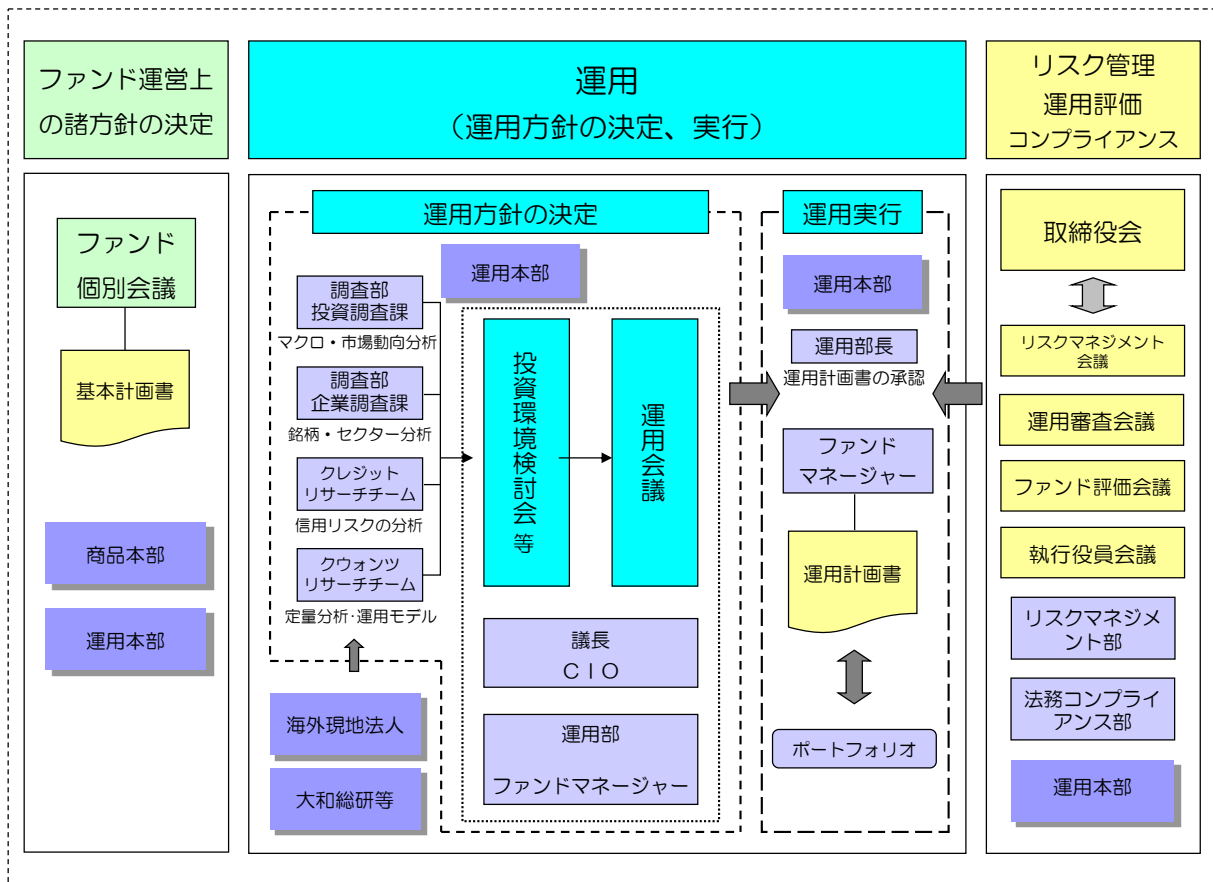 ファンド運営上
の諸方針の決定
運用
（運用方針の決定、実行）
リスク管理
運用評価
コンプライアンス
ファンド
個別会議
基本計画書
商品本部
運用本部
運用方針の決定
運用本部
調査部
投資調査課
マクロ・市場動向分析
調査部
企業調査課
銘柄・セクター分析
クレジット
リサーチチーム
信用リスクの分析
クウォンツ
リサーチチーム
定量分析・運用モデル
海外現地法人
大和総研等
投資環境検討会等
運用会議
議長
ＣＩＯ
運用部
ファンドマネージャー
運用実行
運用本部
運用部長
運用計画書の承認
ファンド
マネージャー
運用計画書
ポートフォリオ
取締役会
リスクマネジメント
会議
運用審査会議
ファンド評価会議
執行役員会議
リスクマネジメ
ント部
法務コンプライ
アンス部
運用本部